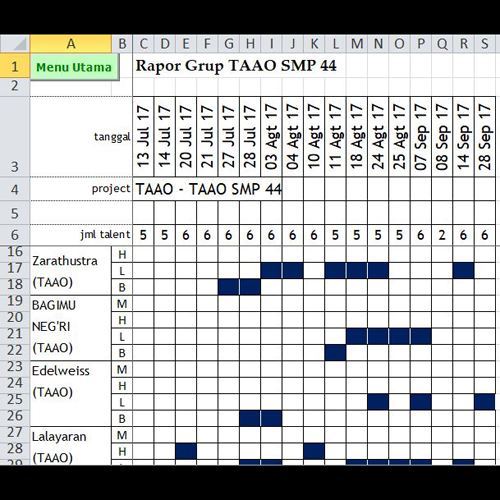 A B C D E F G H I J K L M N O P Q R S
1 Menu Utama Rapor Grup TAAO SMP 44
2
3 tanggal 13 Jul 17 14 Jul 17 20 Jul 17 21 Jul 17 27 Jul 17 28 Jul 17 03 Agt 17 04 Agt 17 10 Agt 17 11 Agt 17 18 Agt 17 24 Agt 17 25 Agt 17 07 Sep 17 08 Sep 17 14 Sep 17 28 Sep 17
4 project TAAO - TAAO SMP 44
5
6 jml talent 5 5 6 6 6 6 6 6 6 5 5 5 5 6 2 6 6
16 H
17 Zarathustra L
18 (TAAO) B
19 BAGIMU M
20 NEG'RI H
21 (TAAO) L
22 B
23 Edelweiss M
24 (TAAO) H
25 L
26 B
27 Lalayaran M
28 (TAAO) H
29 L